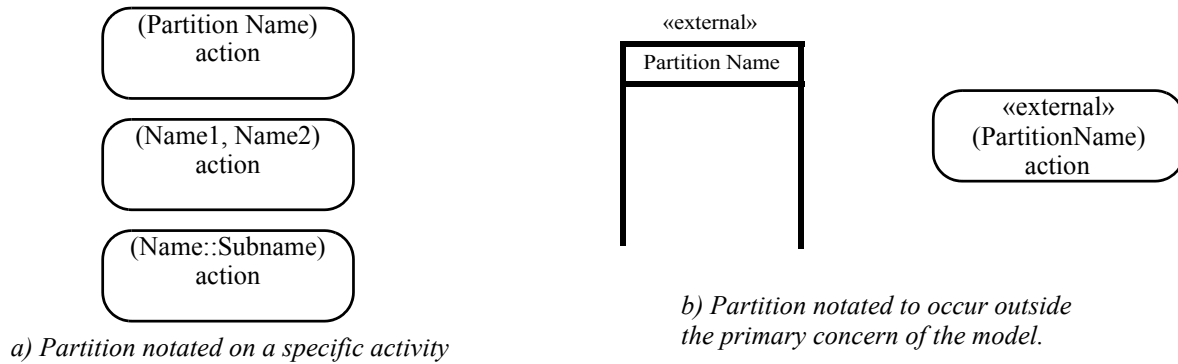 (Partition Name)
action
(Name1, Name2)
action
(Name::Subname)
action
a) Partition notated on a specific activity
«external»
Partition Name
«external»
(PartitionName)
action
b) Partition notated to occur outside
the primary concern of the model.